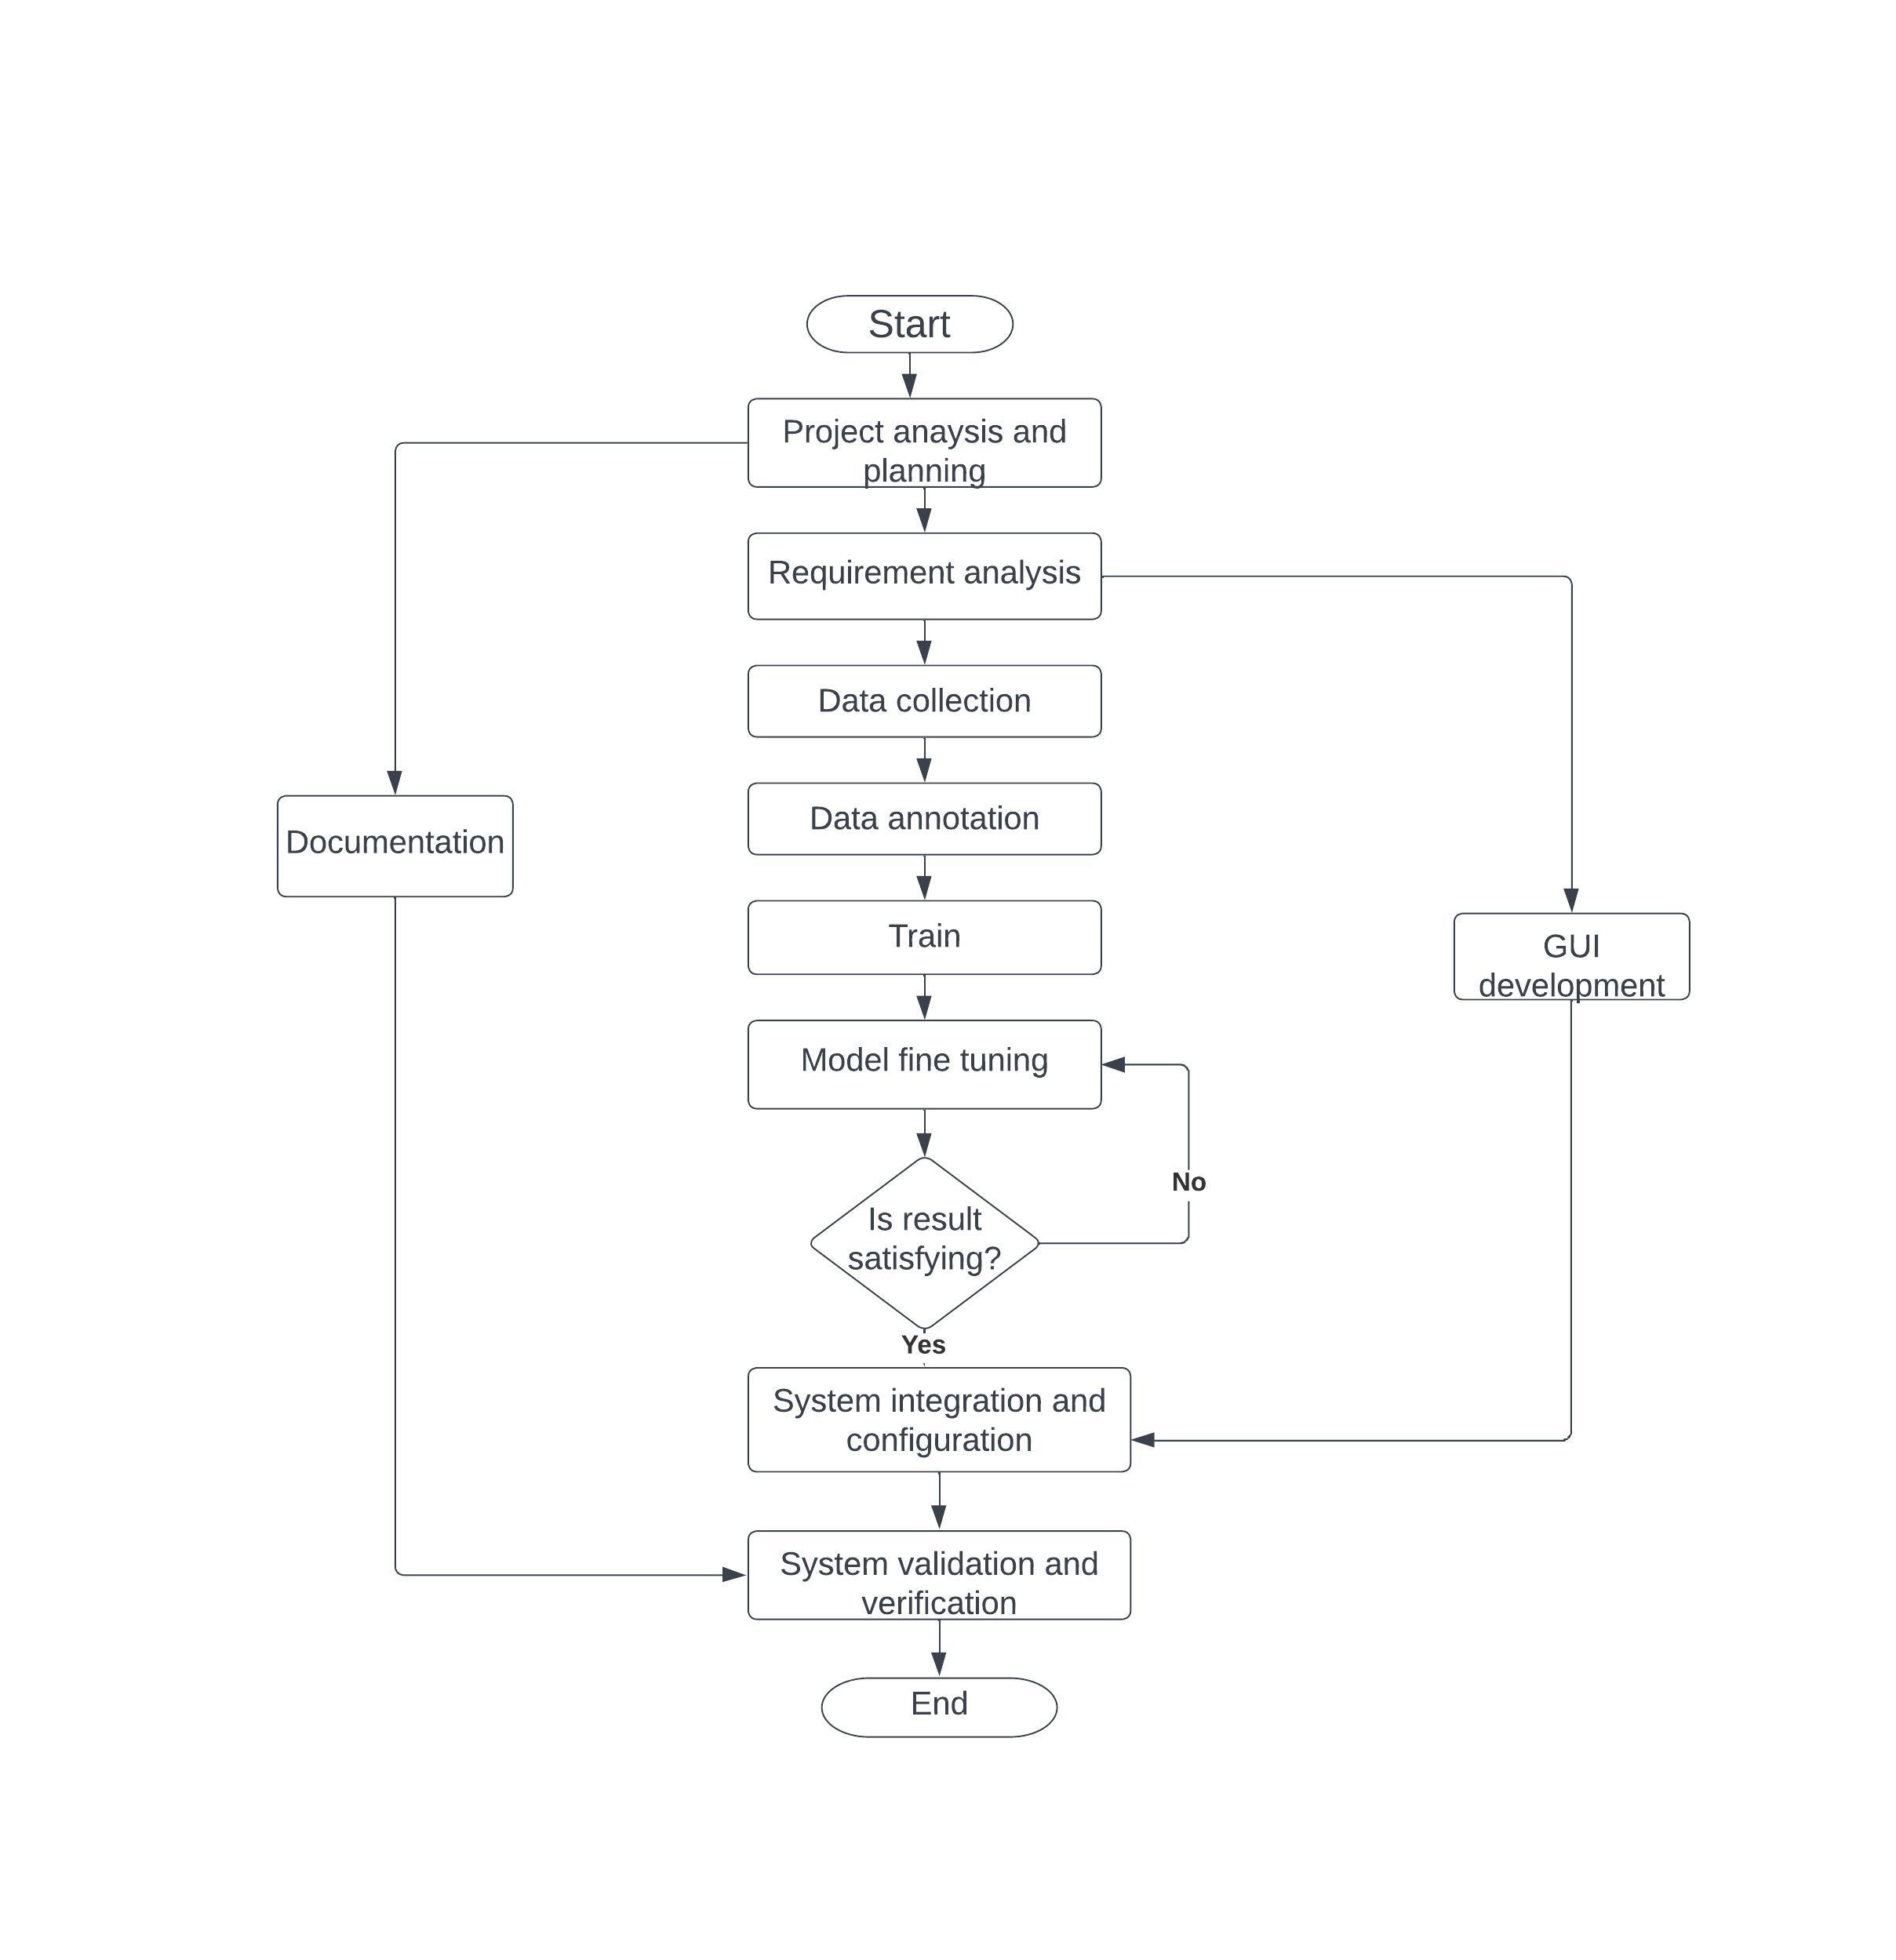 Start
Project anaysis and
planning
Requirement analysis
Data collection
Data annotation
Documentation
Train
GUI
development
Model fine tuning
No
Is result
satisfying?
Yes
System integration and
configuration
System validation and
verification
End